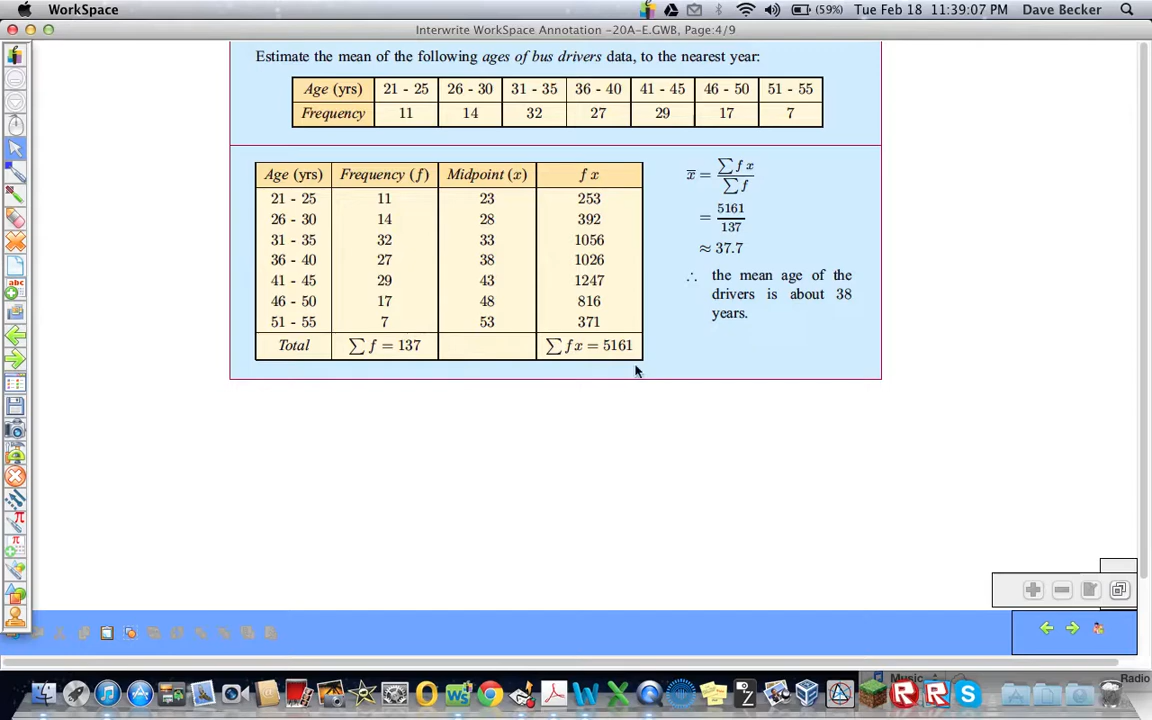 WorkSpace (59%) Tue Feb 18 11:39:07 AM Dave Becker
Interwrite WorkSpace Annotation -20A-E.GWB, Page:4/9
Estimate the mean of the following ages of bus drivers data, to the nearest year:
Age (yrs) 21 - 25 26 - 30 31 - 35 36 - 40 41 - 45 46 - 50 51 - 55
Frequency 11 14 32 27 29 17 7
Age (yrs) Frequency (f) Midpoint (x) f x
21 - 25 11 23 253
26 - 30 14 28 392
31 - 35 32 33 1056
36 - 40 27 38 1026
41 - 45 29 43 1247
46 - 50 17 48 816
51 - 55 7 53 371
Total ∑ f = 137 ∑ f x = 5161
x̄ = ∑ f x / ∑ f
= 5161 / 137
≈ 37.7
∴ the mean age of the
drivers is about 38
years.
Music
Radio